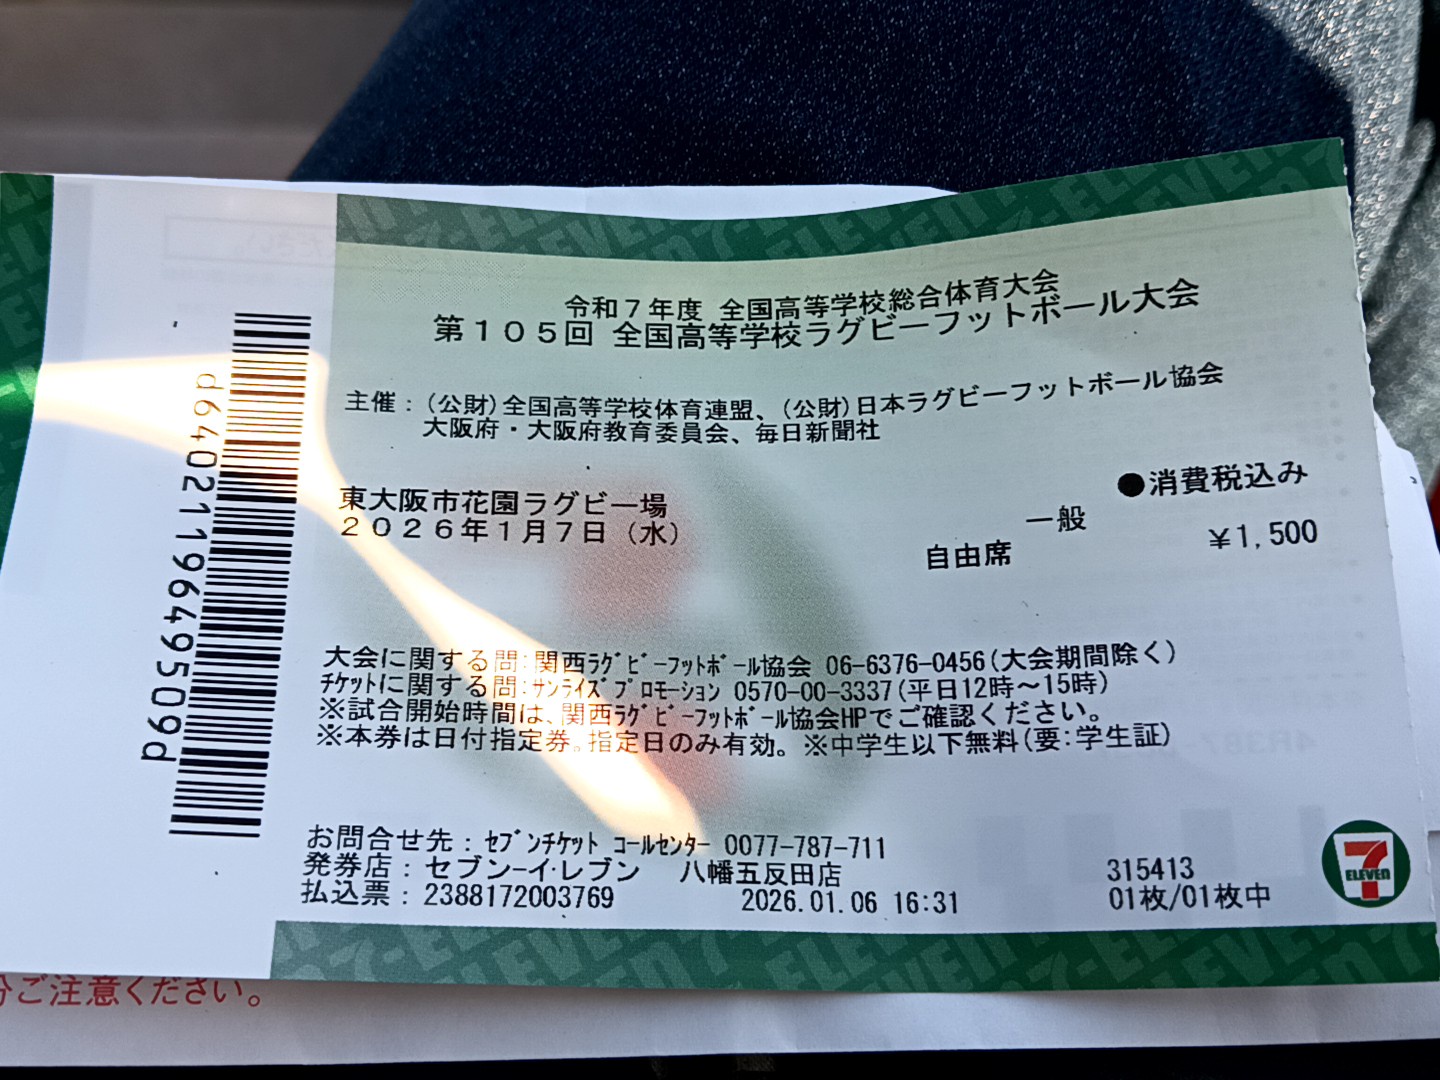 令和７年度 全国高等学校総合体育大会
第１０５回 全国高等学校ラグビーフットボール大会
主催：（公財）全国高等学校体育連盟、（公財）日本ラグビーフットボール協会
大阪府・大阪府教育委員会、毎日新聞社
●消費税込み
東大阪市花園ラグビー場
一般
２０２６年１月７日（水）
自由席
¥1,500
大会に関する問:関西ﾗｸﾞﾋﾞｰﾌｯﾄﾎﾞｰﾙ協会 06-6376-0456(大会期間除く)
ﾁｹｯﾄに関する問:ｻﾝﾗｲｽﾞﾌﾟﾛﾓｰｼｮﾝ 0570-00-3337(平日12時～15時)
※試合開始時間は、関西ﾗｸﾞﾋﾞｰﾌｯﾄﾎﾞｰﾙ協会HPでご確認ください。
※本券は日付指定券。指定日のみ有効。※中学生以下無料(要:学生証)
お問合せ先：ｾﾌﾞﾝﾁｹｯﾄ ｺｰﾙｾﾝﾀｰ 0077-787-711
発券店：セブン-イレブン 八幡五反田店
315413
払込票：2388172003769
2026.01.06 16:31
01枚/01枚中
7
ELEVEn
d6402119649509d
分ご注意ください。